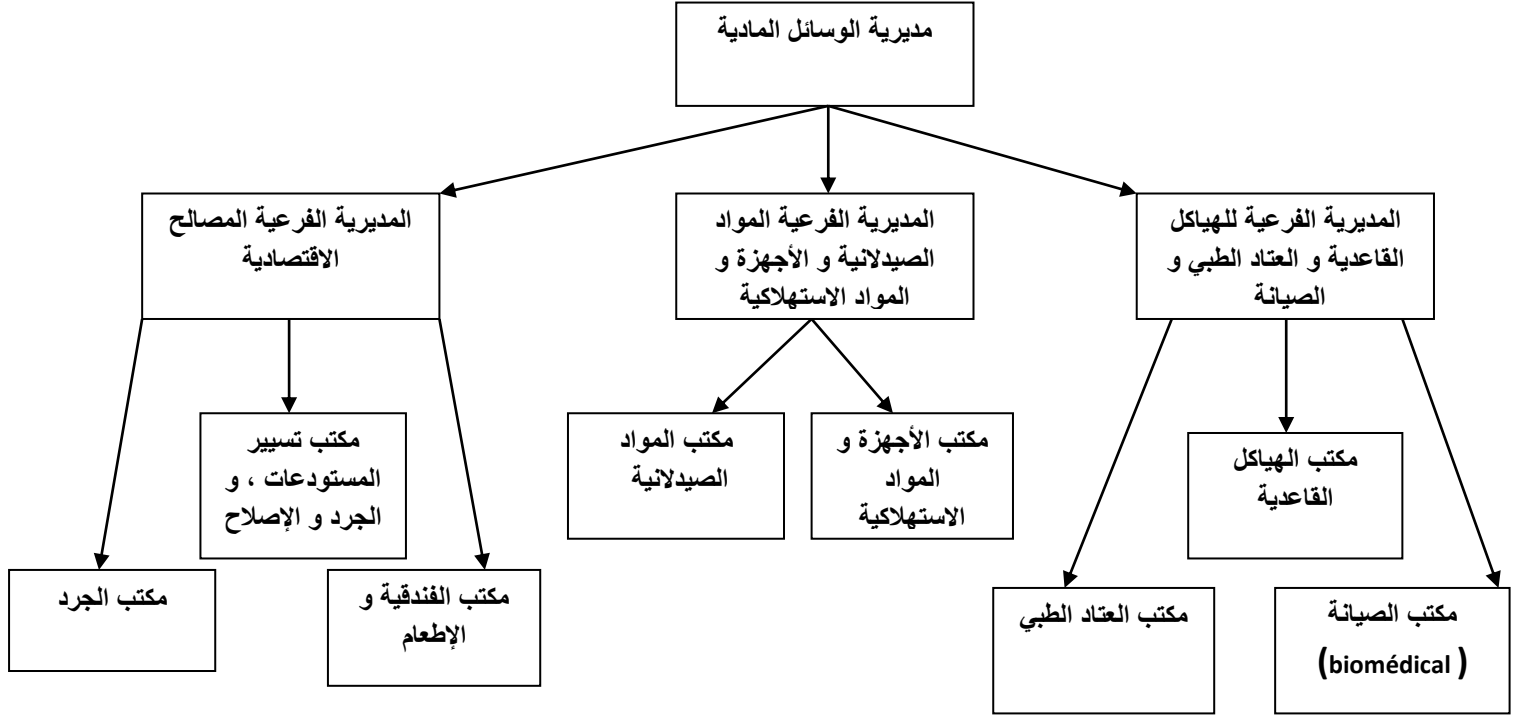 مديرية الوسائل المادية
المديرية الفرعية للهياكل
القاعدية و العتاد الطبي و
الصيانة
المديرية الفرعية المواد
الصيدلانية و الأجهزة و
المواد الاستهلاكية
المديرية الفرعية المصالح
الاقتصادية
مكتب الهياكل
القاعدية
مكتب الأجهزة و
المواد
الاستهلاكية
مكتب المواد
الصيدلانية
مكتب تسيير
المستودعات ، و
الجرد و الإصلاح
مكتب الصيانة
(biomédical )
مكتب العتاد الطبي
مكتب الفندقية و
الإطعام
مكتب الجرد